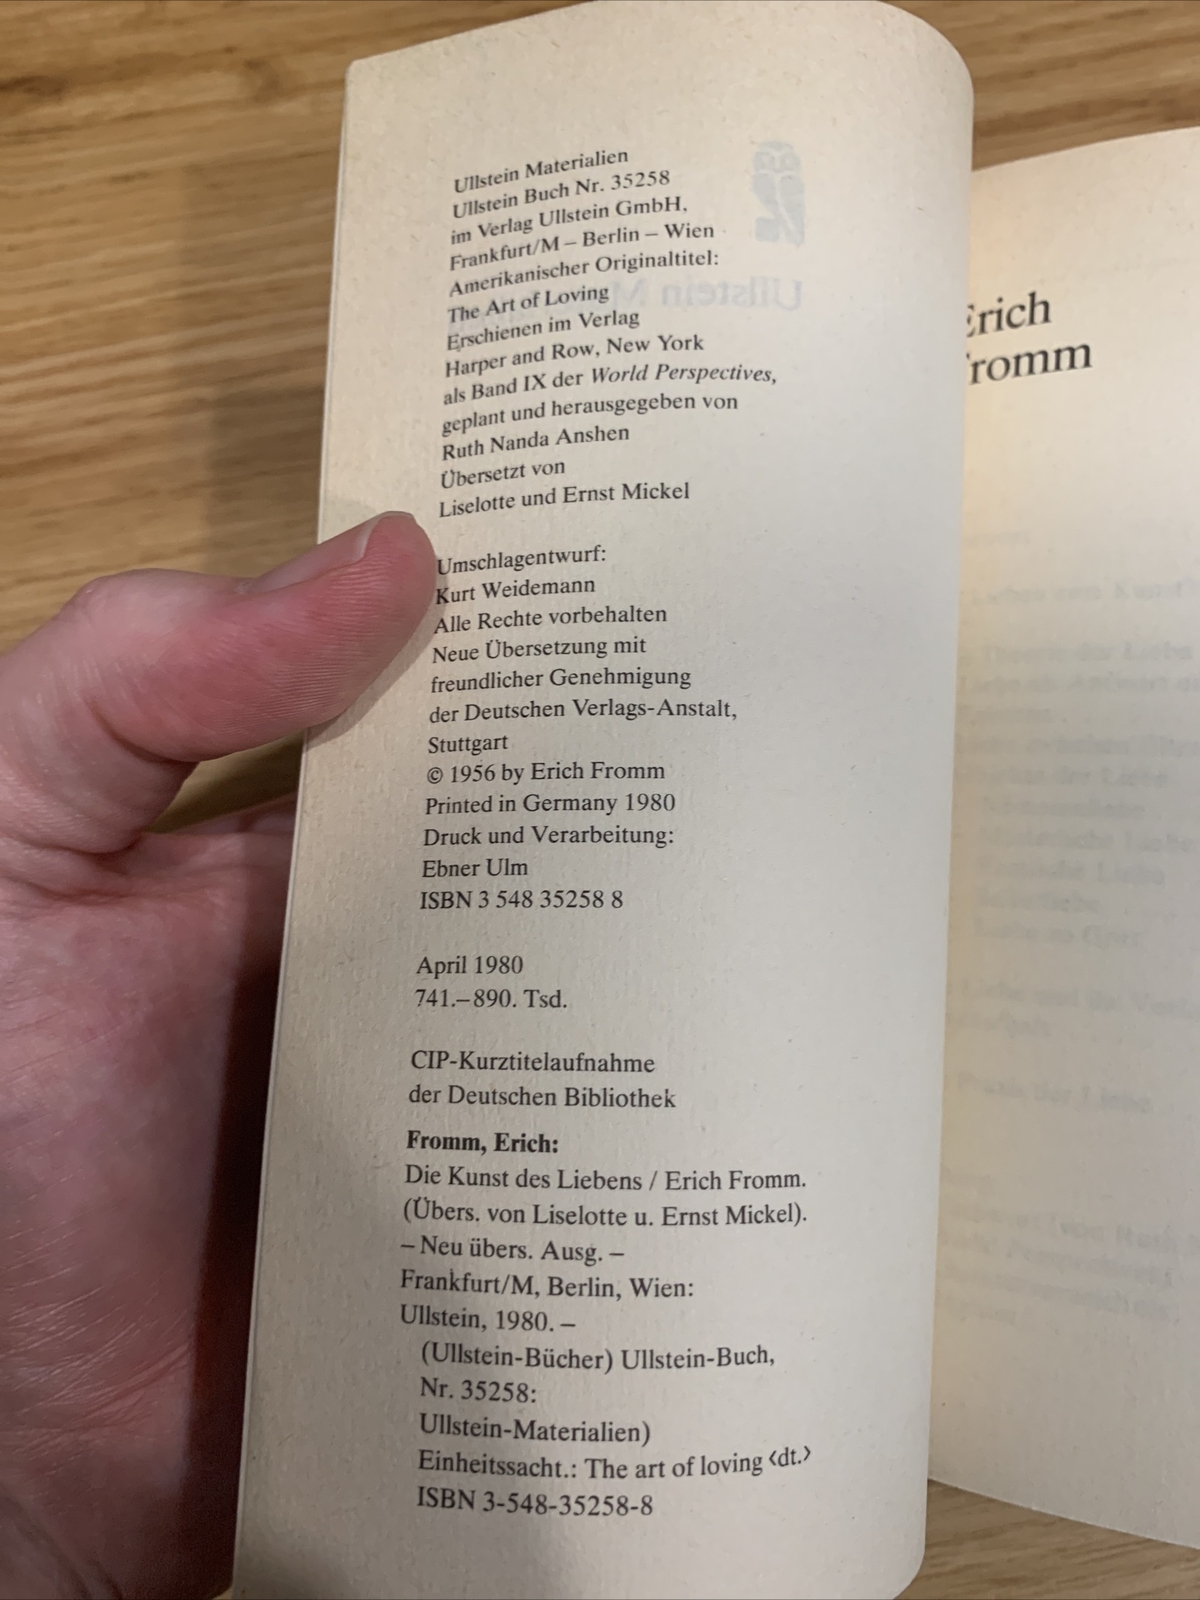 Ullstein Materialien
Ullstein Buch Nr. 35258
im Verlag Ullstein GmbH,
Frankfurt/M – Berlin – Wien
Amerikanischer Originaltitel:
The Art of Loving
Erschienen im Verlag
Harper and Row, New York
als Band IX der World Perspectives,
geplant und herausgegeben von
Ruth Nanda Anshen
Übersetzt von
Liselotte und Ernst Mickel
Umschlagentwurf:
Kurt Weidemann
Alle Rechte vorbehalten
Neue Übersetzung mit
freundlicher Genehmigung
der Deutschen Verlags-Anstalt,
Stuttgart
© 1956 by Erich Fromm
Printed in Germany 1980
Druck und Verarbeitung:
Ebner Ulm
ISBN 3 548 35258 8
April 1980
741.–890. Tsd.
CIP-Kurztitelaufnahme
der Deutschen Bibliothek
Fromm, Erich:
Die Kunst des Liebens / Erich Fromm.
(Übers. von Liselotte u. Ernst Mickel).
– Neu übers. Ausg. –
Frankfurt/M, Berlin, Wien:
Ullstein, 1980. –
(Ullstein-Bücher) Ullstein-Buch,
Nr. 35258:
Ullstein-Materialien)
Einheitssacht.: The art of loving ‹dt.›
ISBN 3-548-35258-8
Erich
Fromm